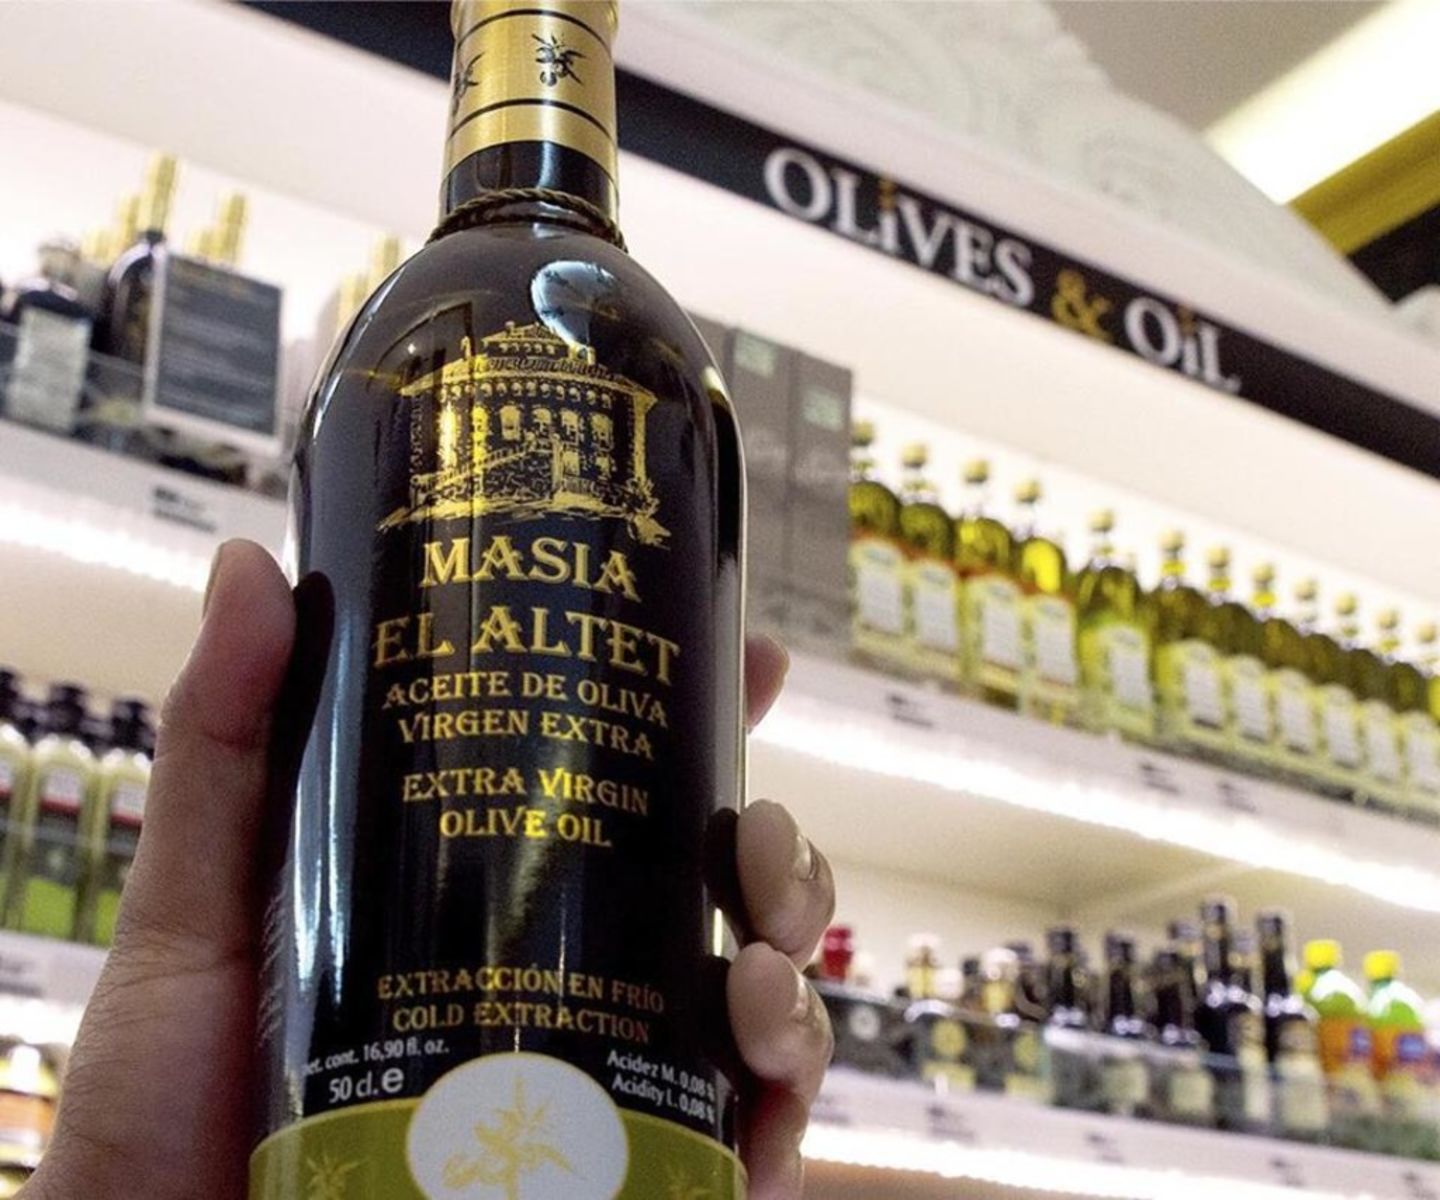 OLiVES & OiL
MASIA
EL ALTET
ACEITE DE OLIVA
VIRGEN EXTRA
EXTRA VIRGIN
OLIVE OIL
EXTRACCIÓN EN FRÍO
COLD EXTRACTION
cont. 16,90 fl. oz.
50 cl. e
Acidez M. 0,08 %
Acidity L. 0,08 %